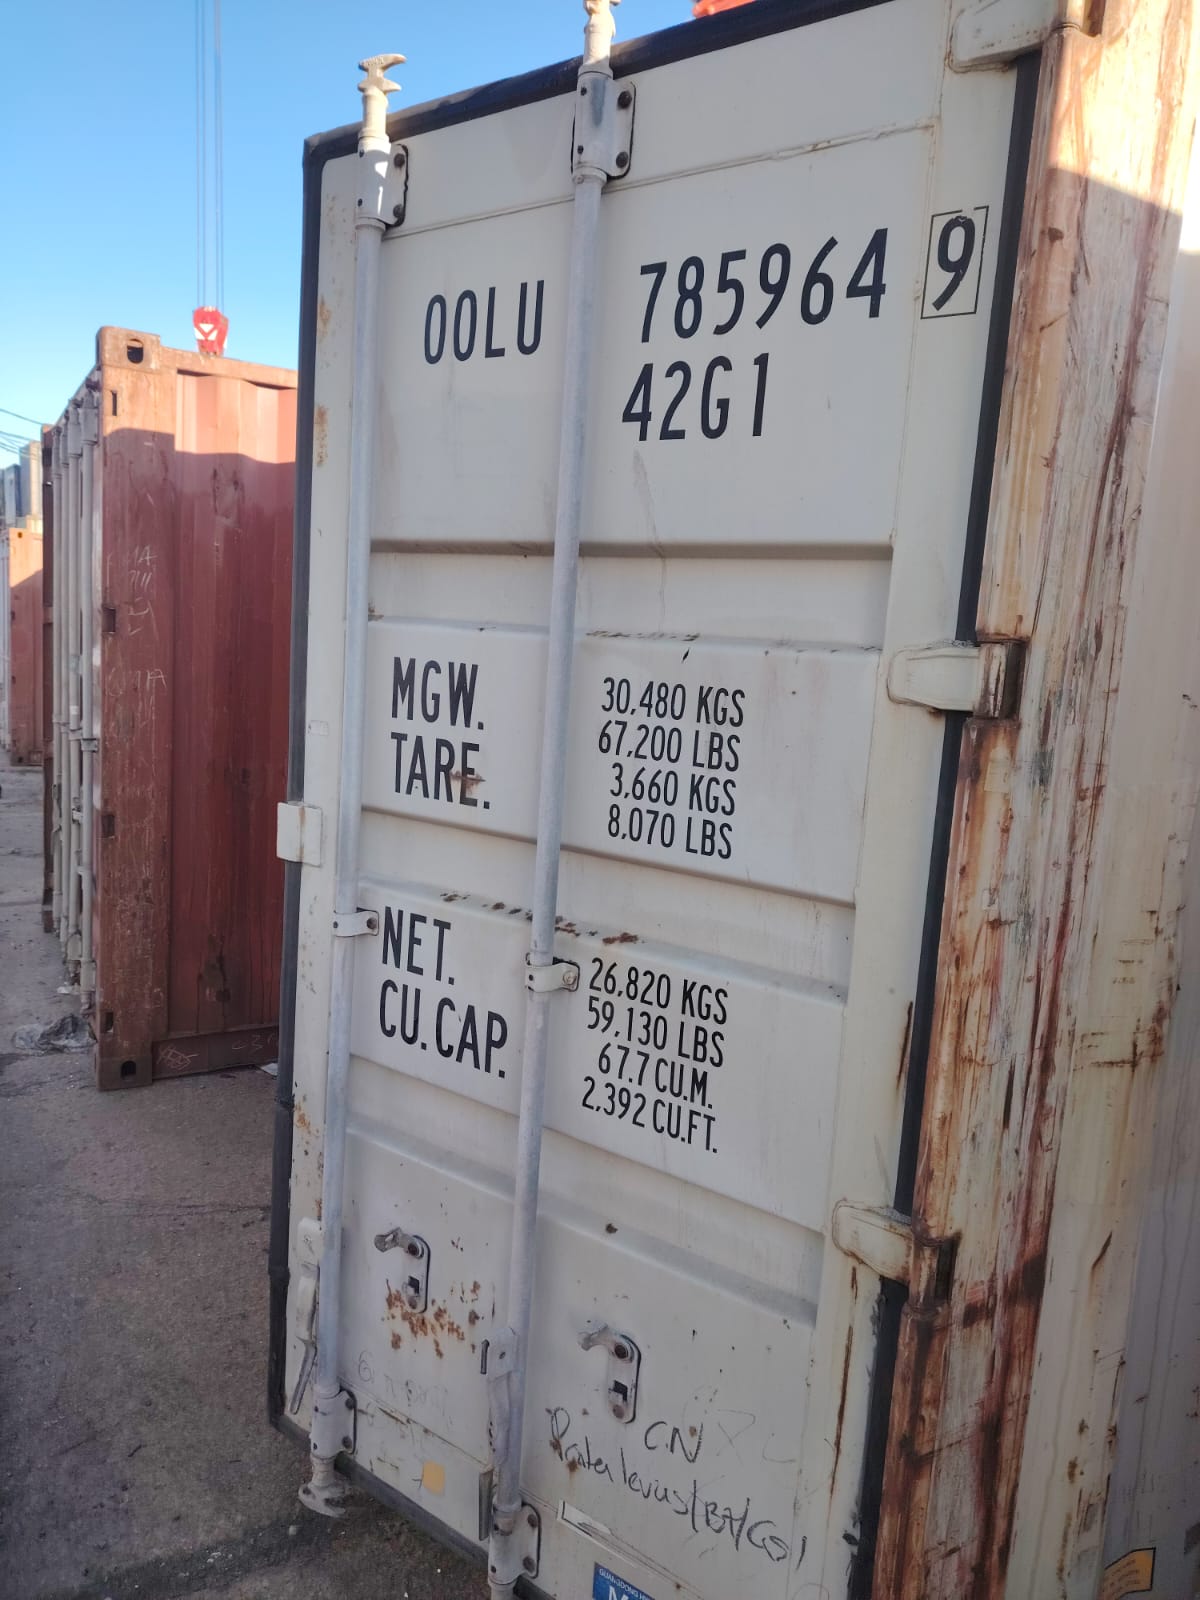 OOLU 785964 9
42G1
MGW. 30,480 KGS
67,200 LBS
TARE. 3,660 KGS
8,070 LBS
NET. 26,820 KGS
59,130 LBS
CU.CAP. 67.7 CU.M.
2,392 CU.FT.
CN